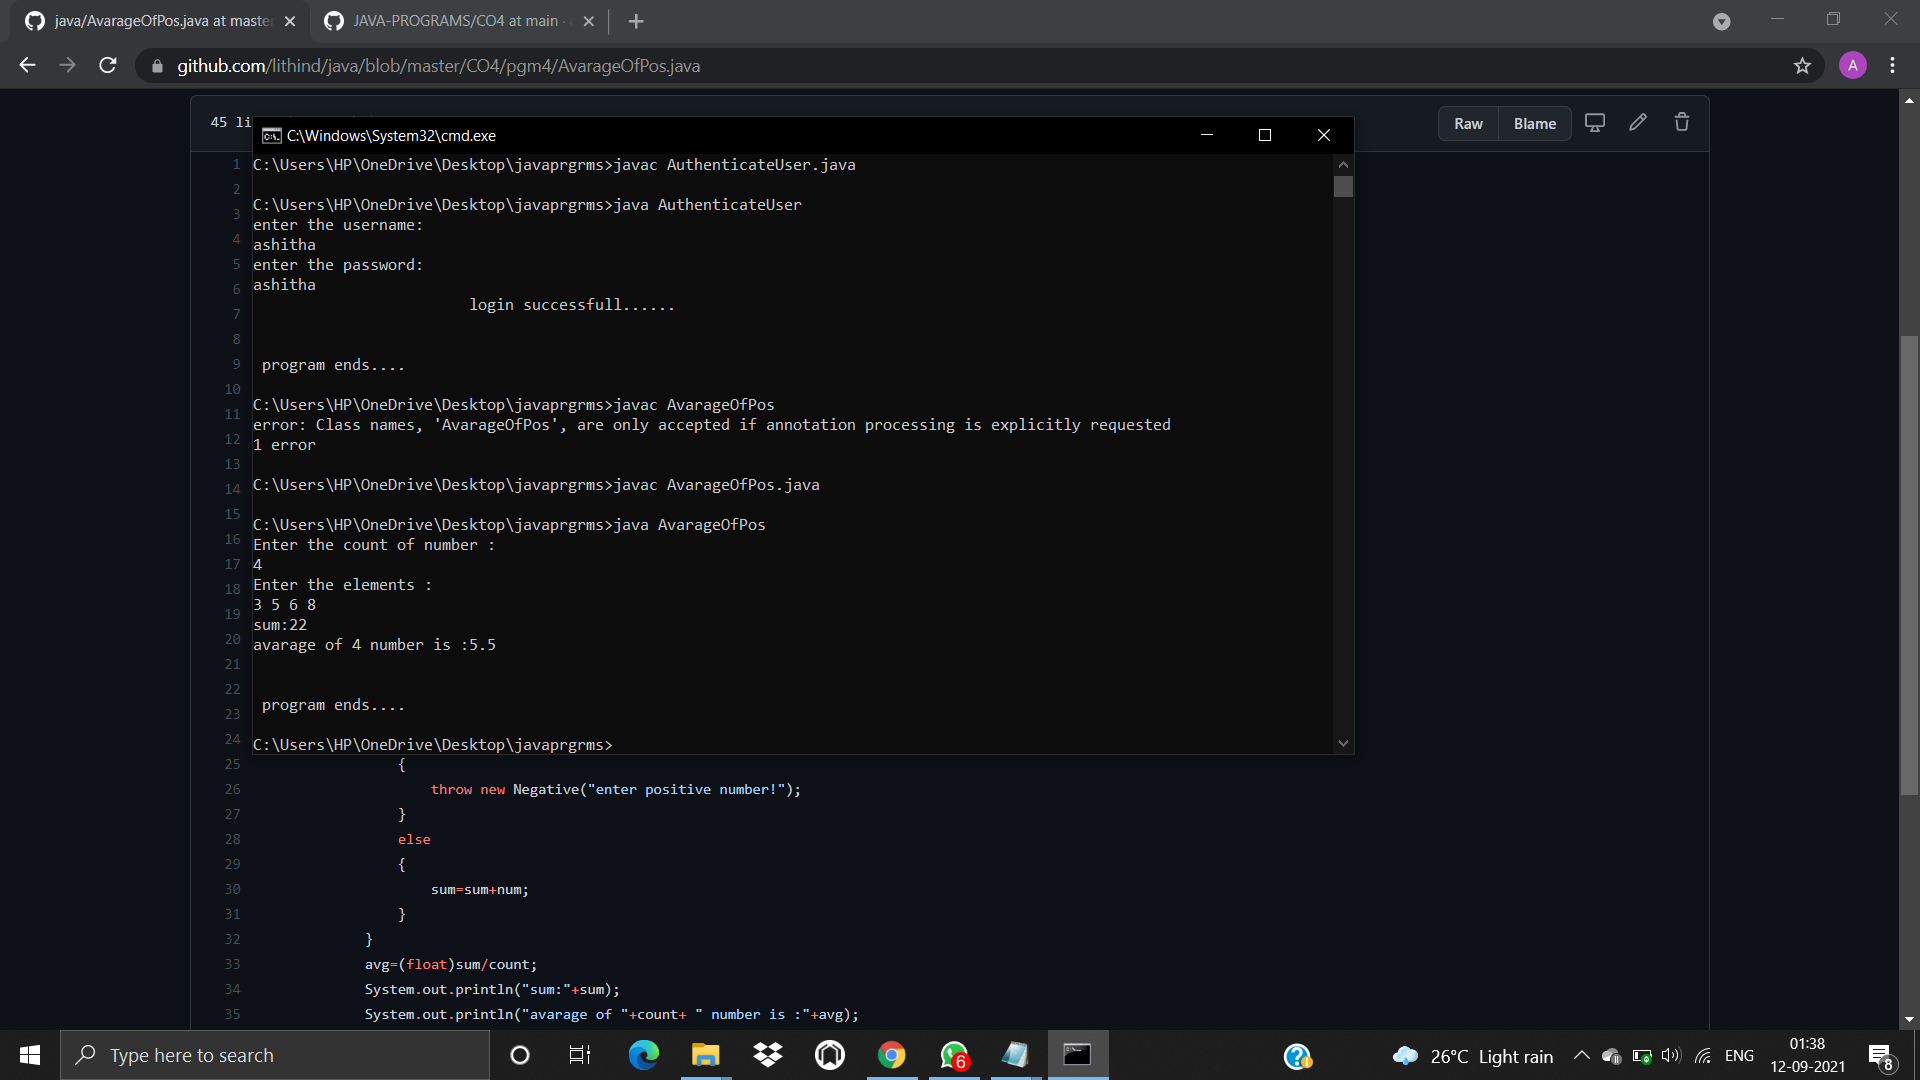 java/AvarageOfPos.java at maste
JAVA-PROGRAMS/CO4 at main ·
github.com/lithind/java/blob/master/CO4/pgm4/AvarageOfPos.java
A
45 li
Raw
Blame
C:\Windows\System32\cmd.exe
1
2
3
4
5
6
7
8
9
10
11
12
13
14
15
16
17
18
19
20
21
22
23
24
C:\Users\HP\OneDrive\Desktop\javaprgrms>javac AuthenticateUser.java
C:\Users\HP\OneDrive\Desktop\javaprgrms>java AuthenticateUser
enter the username:
ashitha
enter the password:
ashitha
login successfull......
program ends....
C:\Users\HP\OneDrive\Desktop\javaprgrms>javac AvarageOfPos
error: Class names, 'AvarageOfPos', are only accepted if annotation processing is explicitly requested
1 error
C:\Users\HP\OneDrive\Desktop\javaprgrms>javac AvarageOfPos.java
C:\Users\HP\OneDrive\Desktop\javaprgrms>java AvarageOfPos
Enter the count of number :
4
Enter the elements :
3 5 6 8
sum:22
avarage of 4 number is :5.5
program ends....
C:\Users\HP\OneDrive\Desktop\javaprgrms>
25 {
26 throw new Negative("enter positive number!");
27 }
28 else
29 {
30 sum=sum+num;
31 }
32 }
33 avg=(float)sum/count;
34 System.out.println("sum:"+sum);
35 System.out.println("avarage of "+count+ " number is :"+avg);
Type here to search
6
26°C Light rain
ENG
01:38
12-09-2021
8